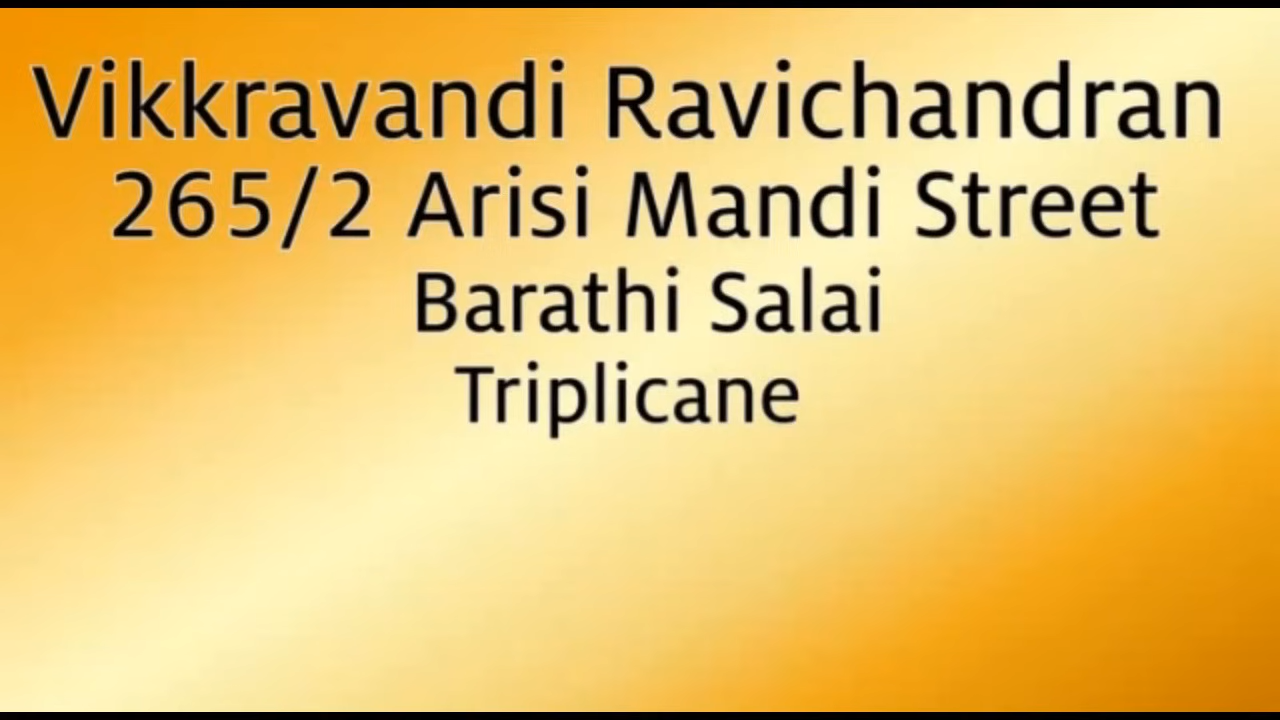 Vikkravandi Ravichandran
265/2 Arisi Mandi Street
Barathi Salai
Triplicane